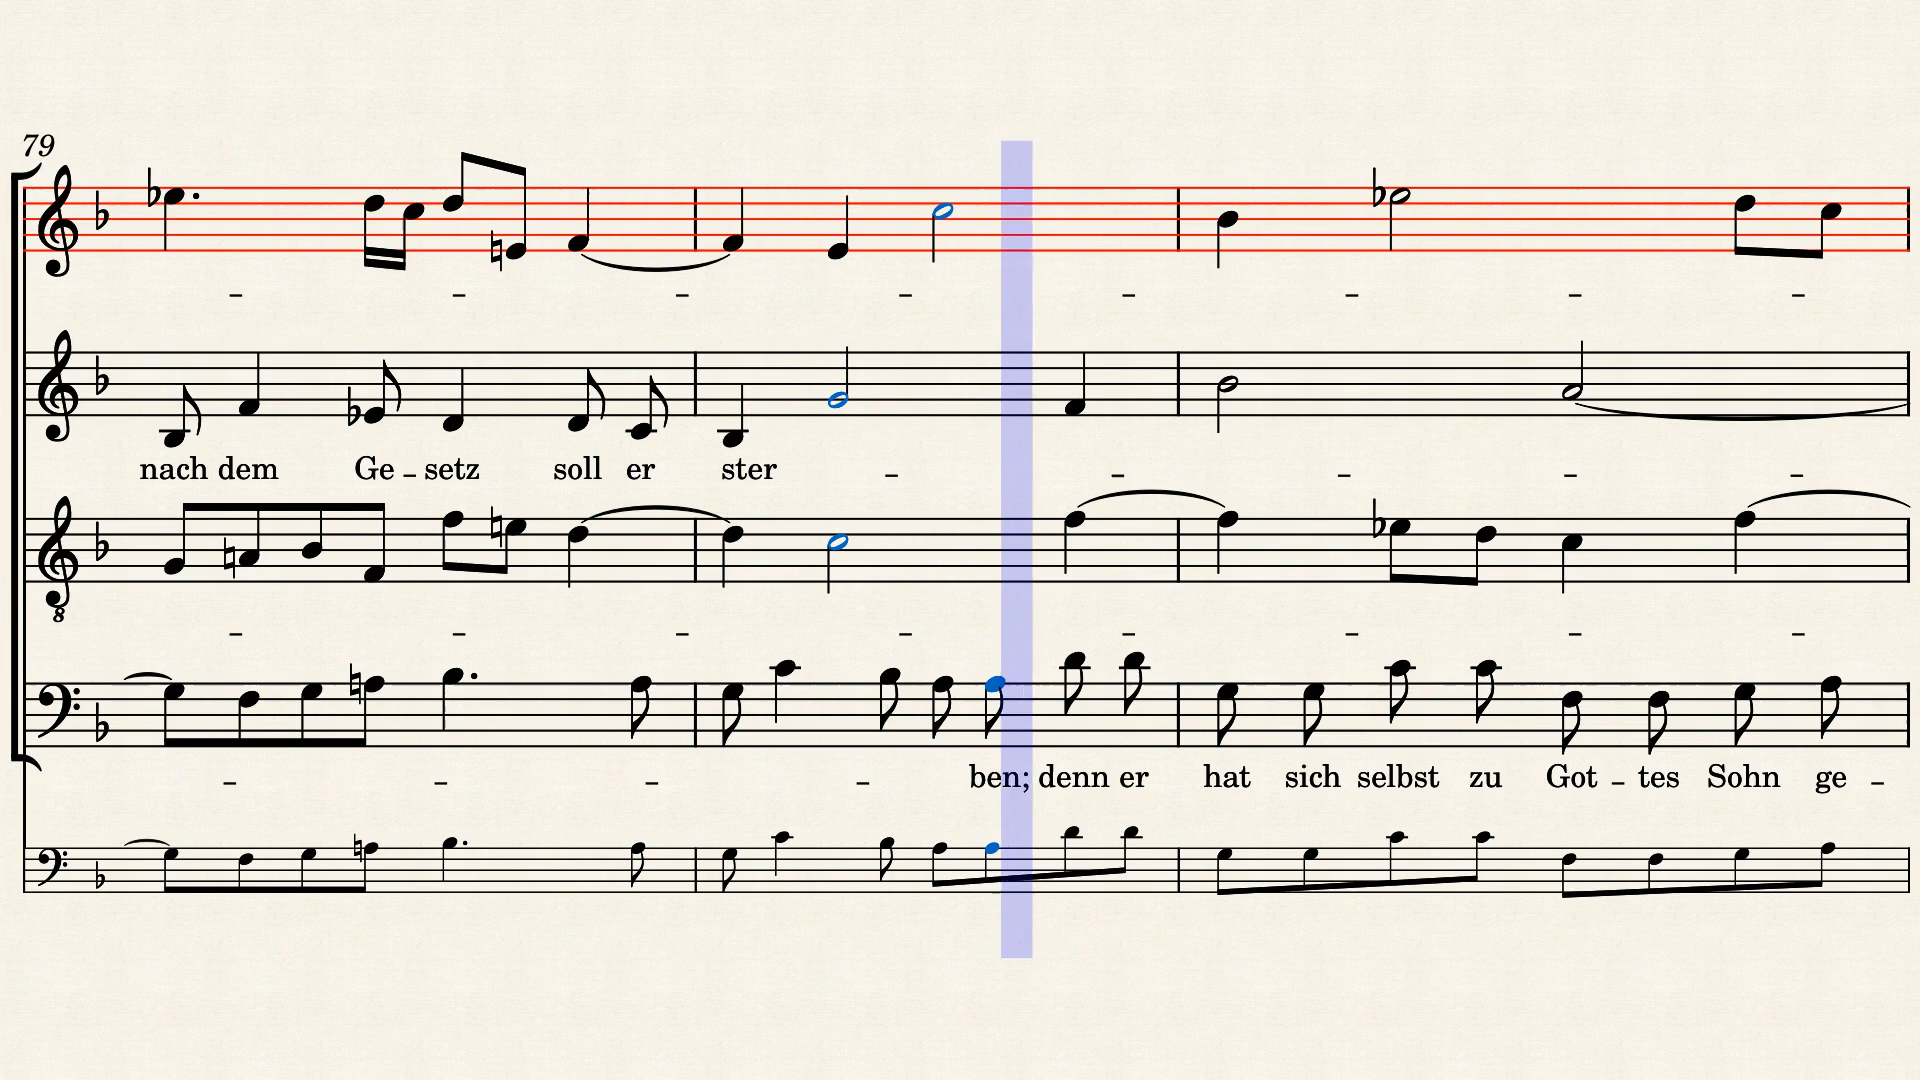 79
nach dem Ge - setz soll er ster -
8
ben; denn er hat sich selbst zu Got - tes Sohn ge -